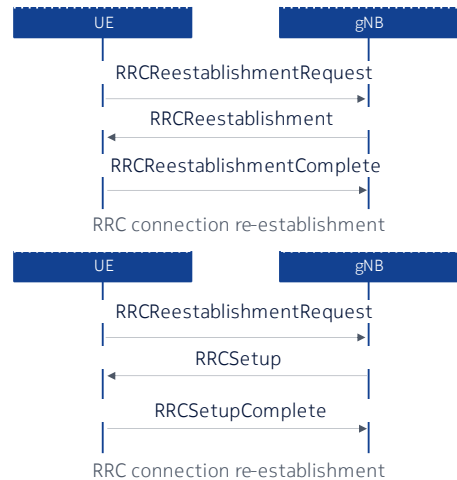 UE gNB
RRCReestablishmentRequest
RRCReestablishment
RRCReestablishmentComplete
RRC connection re-establishment
UE gNB
RRCReestablishmentRequest
RRCSetup
RRCSetupComplete
RRC connection re-establishment